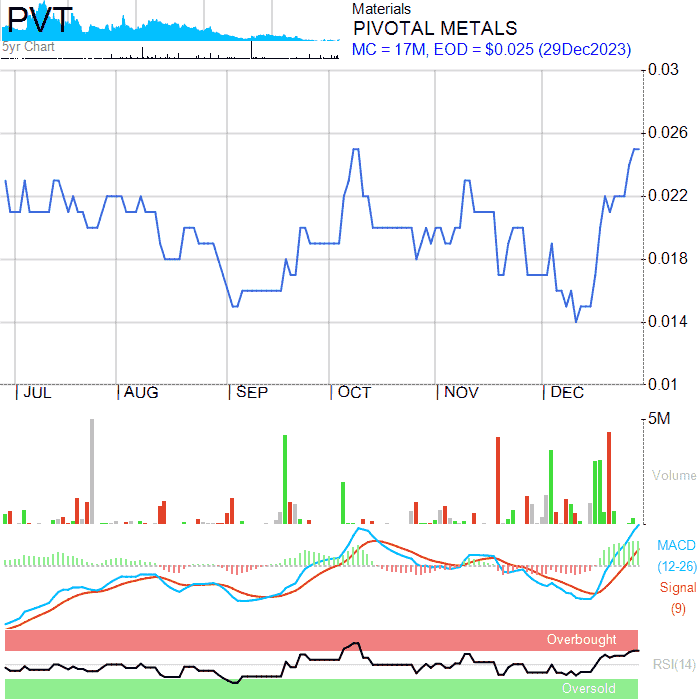 PVT
5yr Chart
Materials
PIVOTAL METALS
MC = 17M, EOD = $0.025 (29Dec2023)
0.03
0.026
0.022
0.018
0.014
0.01
JUL AUG SEP OCT NOV DEC
5M
Volume
MACD
(12-26)
Signal
(9)
Overbought
RSI(14)
Oversold